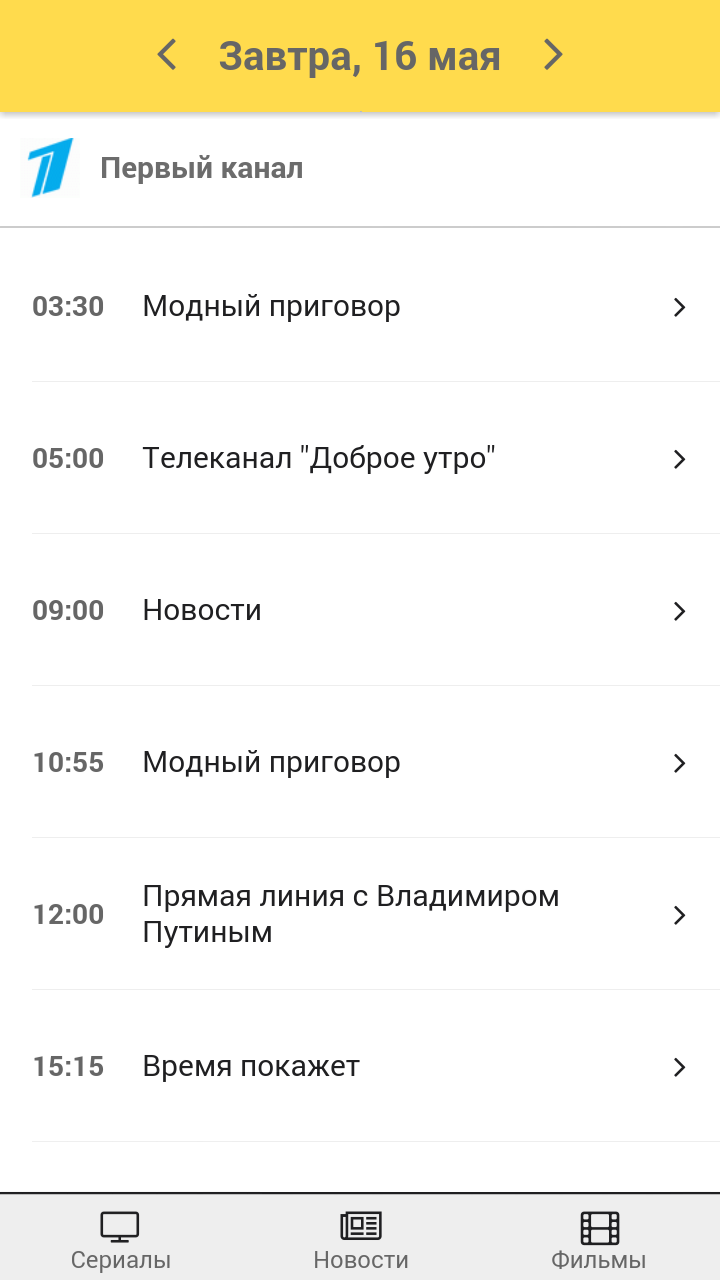 Завтра, 16 мая
Первый канал
03:30 Модный приговор
05:00 Телеканал "Доброе утро"
09:00 Новости
10:55 Модный приговор
12:00 Прямая линия с Владимиром
Путиным
15:15 Время покажет
Сериалы Новости Фильмы